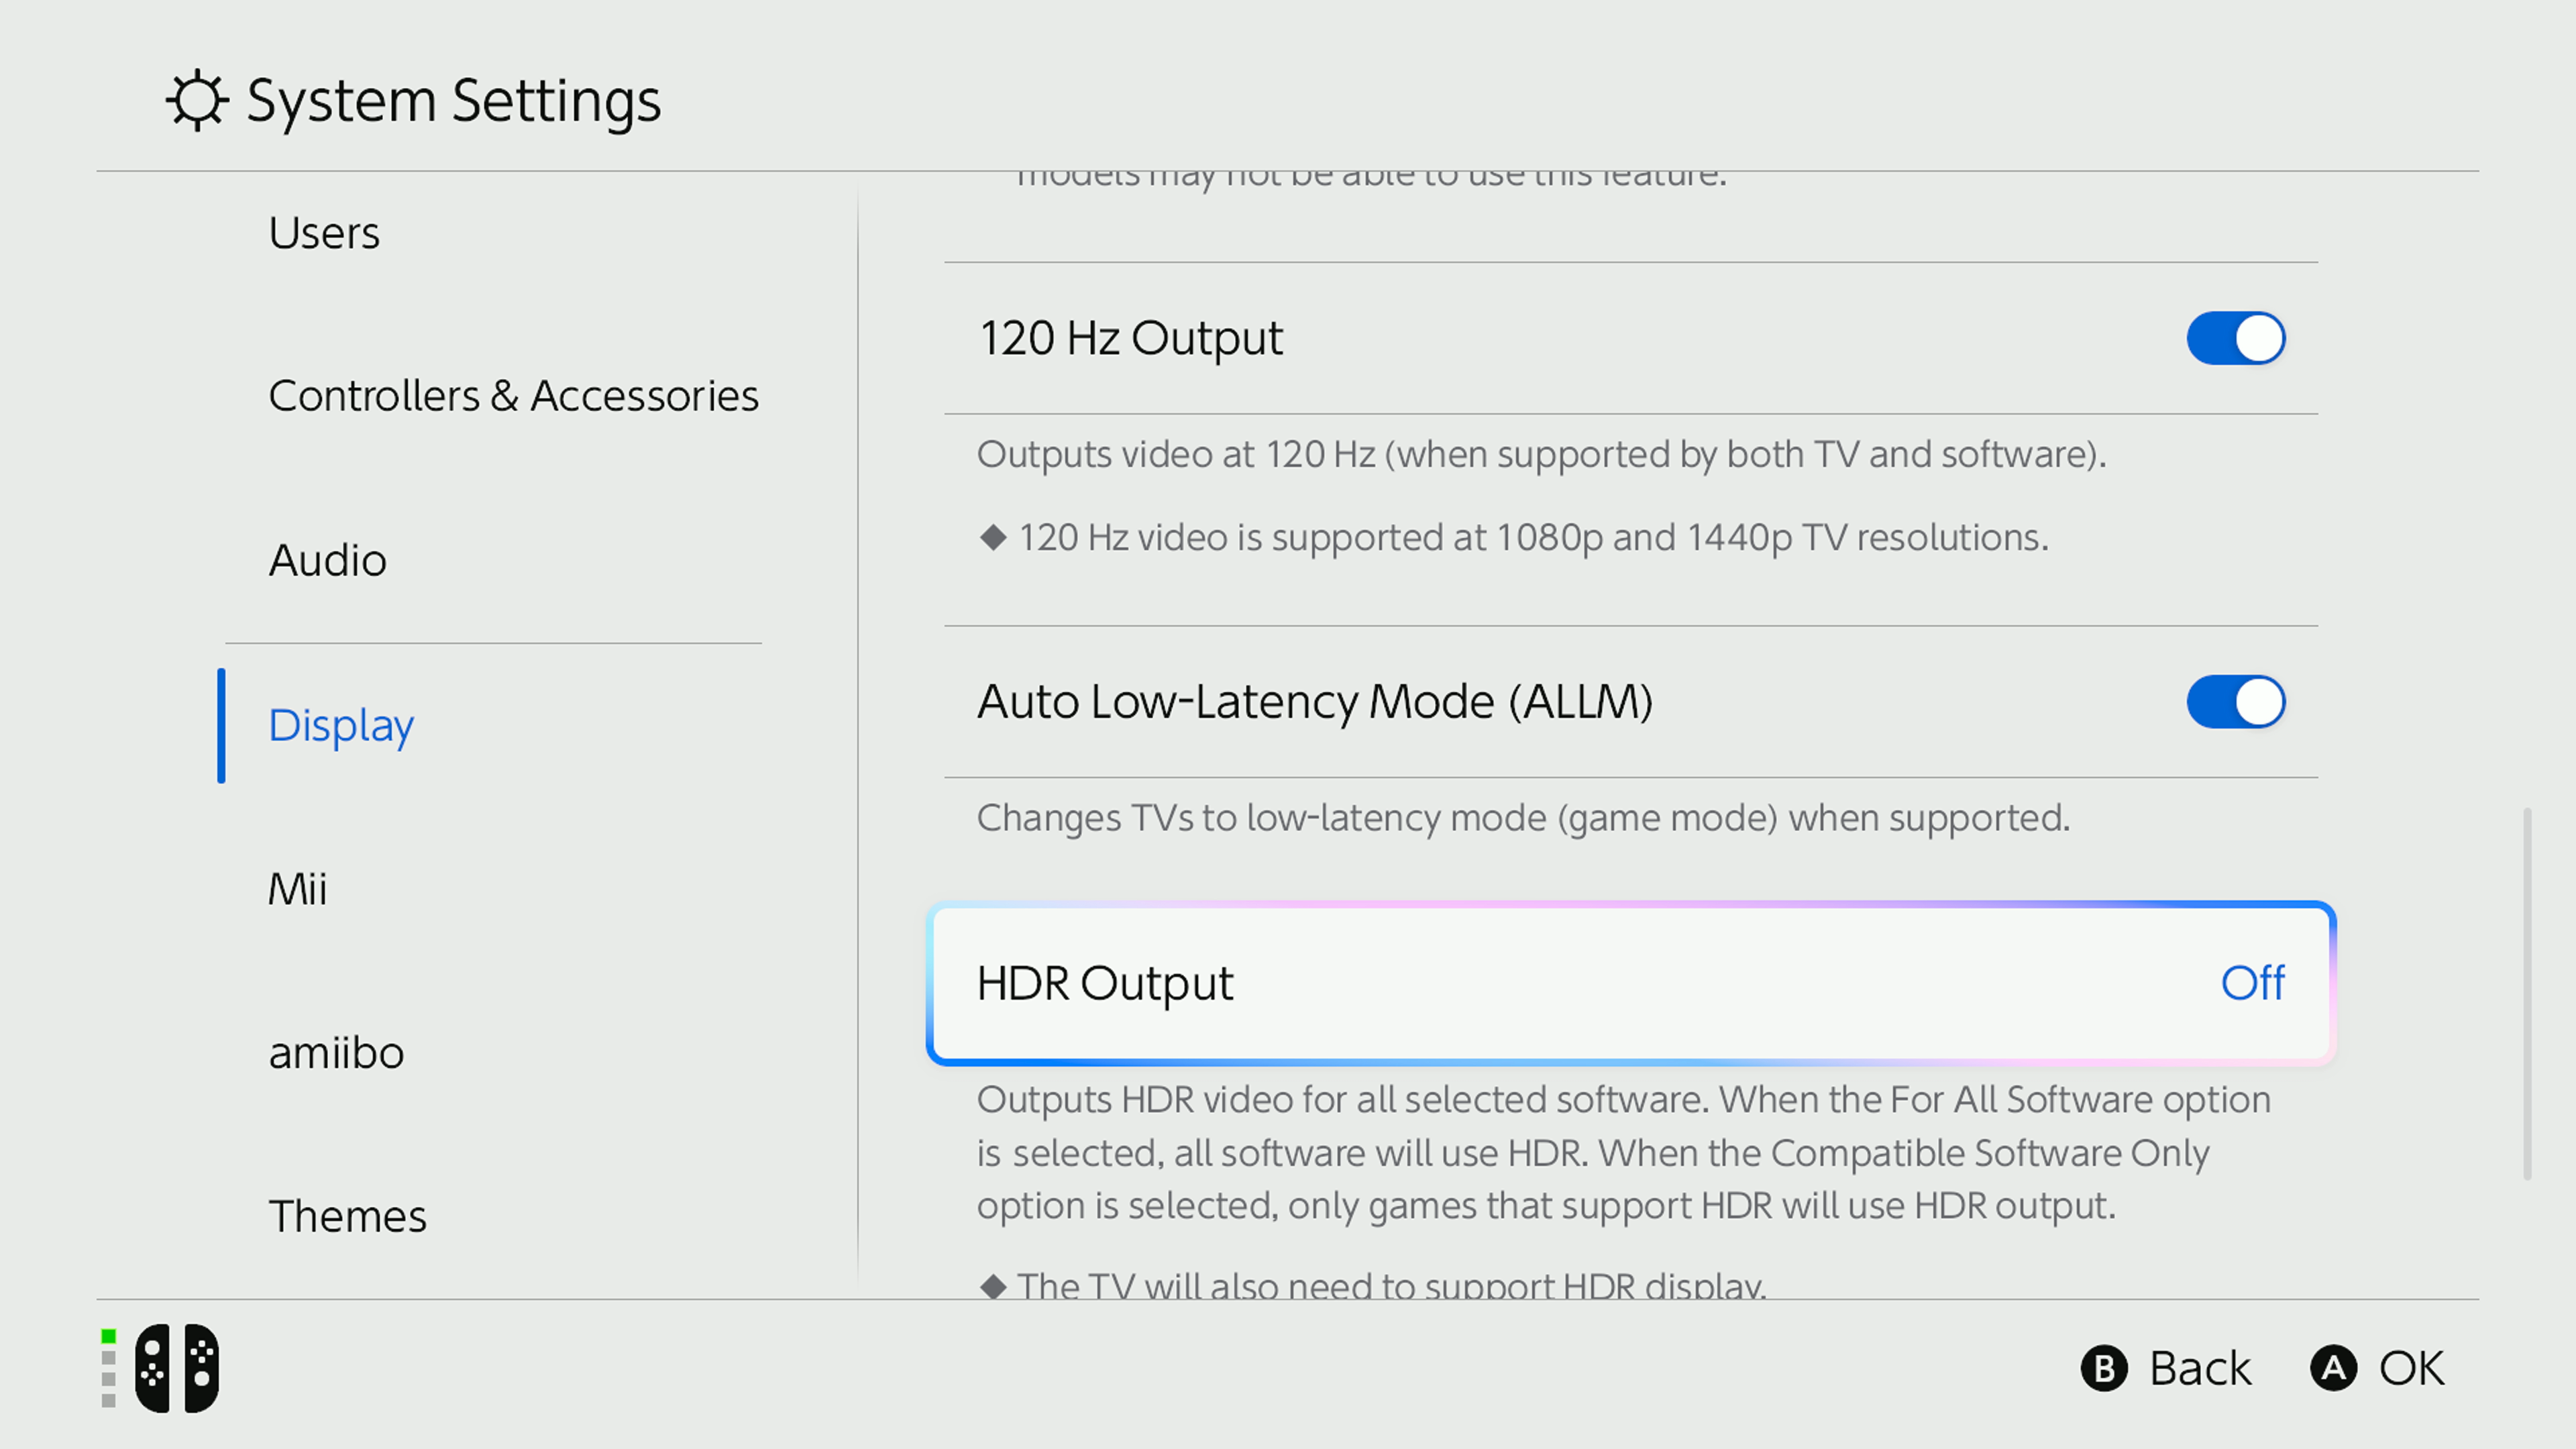 System Settings
models may not be able to use this feature.
Users
Controllers & Accessories
Audio
Display
Mii
amiibo
Themes
120 Hz Output
Outputs video at 120 Hz (when supported by both TV and software).
◆ 120 Hz video is supported at 1080p and 1440p TV resolutions.
Auto Low-Latency Mode (ALLM)
Changes TVs to low-latency mode (game mode) when supported.
HDR Output
Off
Outputs HDR video for all selected software. When the For All Software option
is selected, all software will use HDR. When the Compatible Software Only
option is selected, only games that support HDR will use HDR output.
◆ The TV will also need to support HDR display.
B Back
A OK